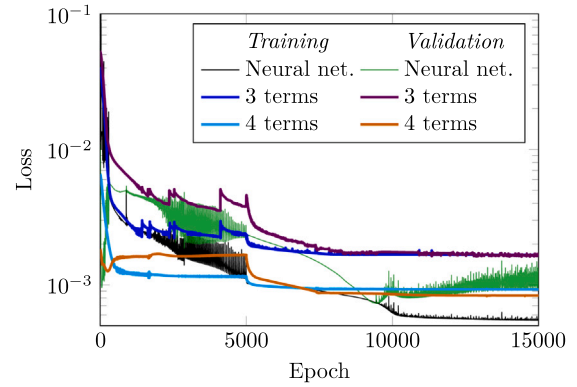 10⁻¹
Training Validation
Neural net. Neural net.
3 terms 3 terms
4 terms 4 terms
10⁻²
Loss
10⁻³
0 5000 10000 15000
Epoch